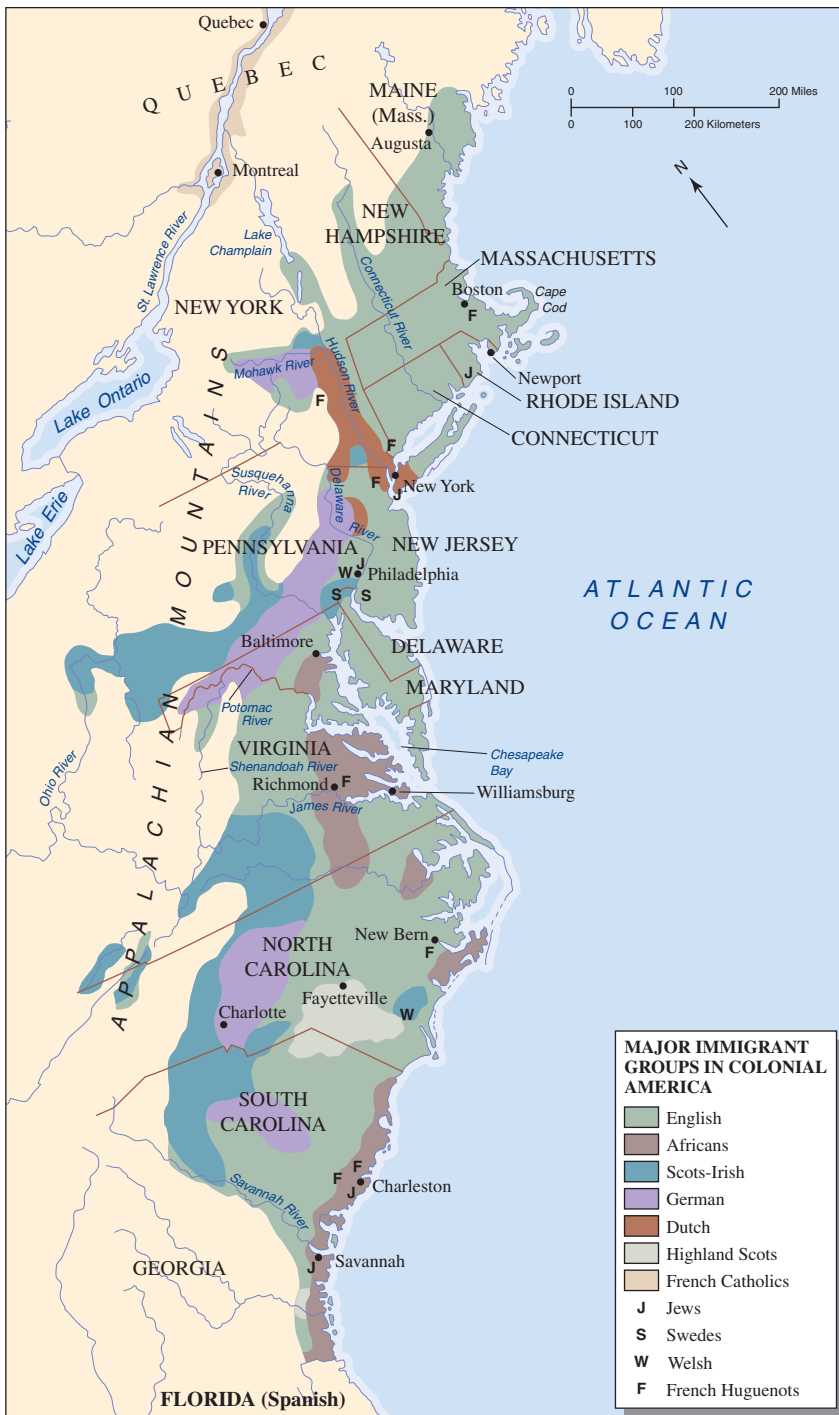 Quebec
QUEBEC
MAINE
(Mass.)
Augusta
0 100 200 Miles
0 100 200 Kilometers
N
Montreal
St. Lawrence River
Lake
Champlain
NEW
HAMPSHIRE
Connecticut River
MASSACHUSETTS
Boston
F
Cape
Cod
NEW YORK
Hudson River
Mohawk River
Newport
J
RHODE ISLAND
CONNECTICUT
Lake Ontario
F
F
F
New York
J
Lake Erie
Susquehanna
River
Delaware
River
PENNSYLVANIA
NEW JERSEY
J
W
Philadelphia
S
S
ATLANTIC
OCEAN
APPALACHIAN MOUNTAINS
Baltimore
DELAWARE
MARYLAND
Potomac
River
VIRGINIA
Shenandoah River
Chesapeake
Bay
Ohio River
Richmond
F
Williamsburg
James River
New Bern
F
NORTH
CAROLINA
Fayetteville
W
Charlotte
SOUTH
CAROLINA
F
F
J
Charleston
Savannah River
Savannah
J
GEORGIA
FLORIDA (Spanish)
MAJOR IMMIGRANT
GROUPS IN COLONIAL
AMERICA
English
Africans
Scots-Irish
German
Dutch
Highland Scots
French Catholics
J Jews
S Swedes
W Welsh
F French Huguenots